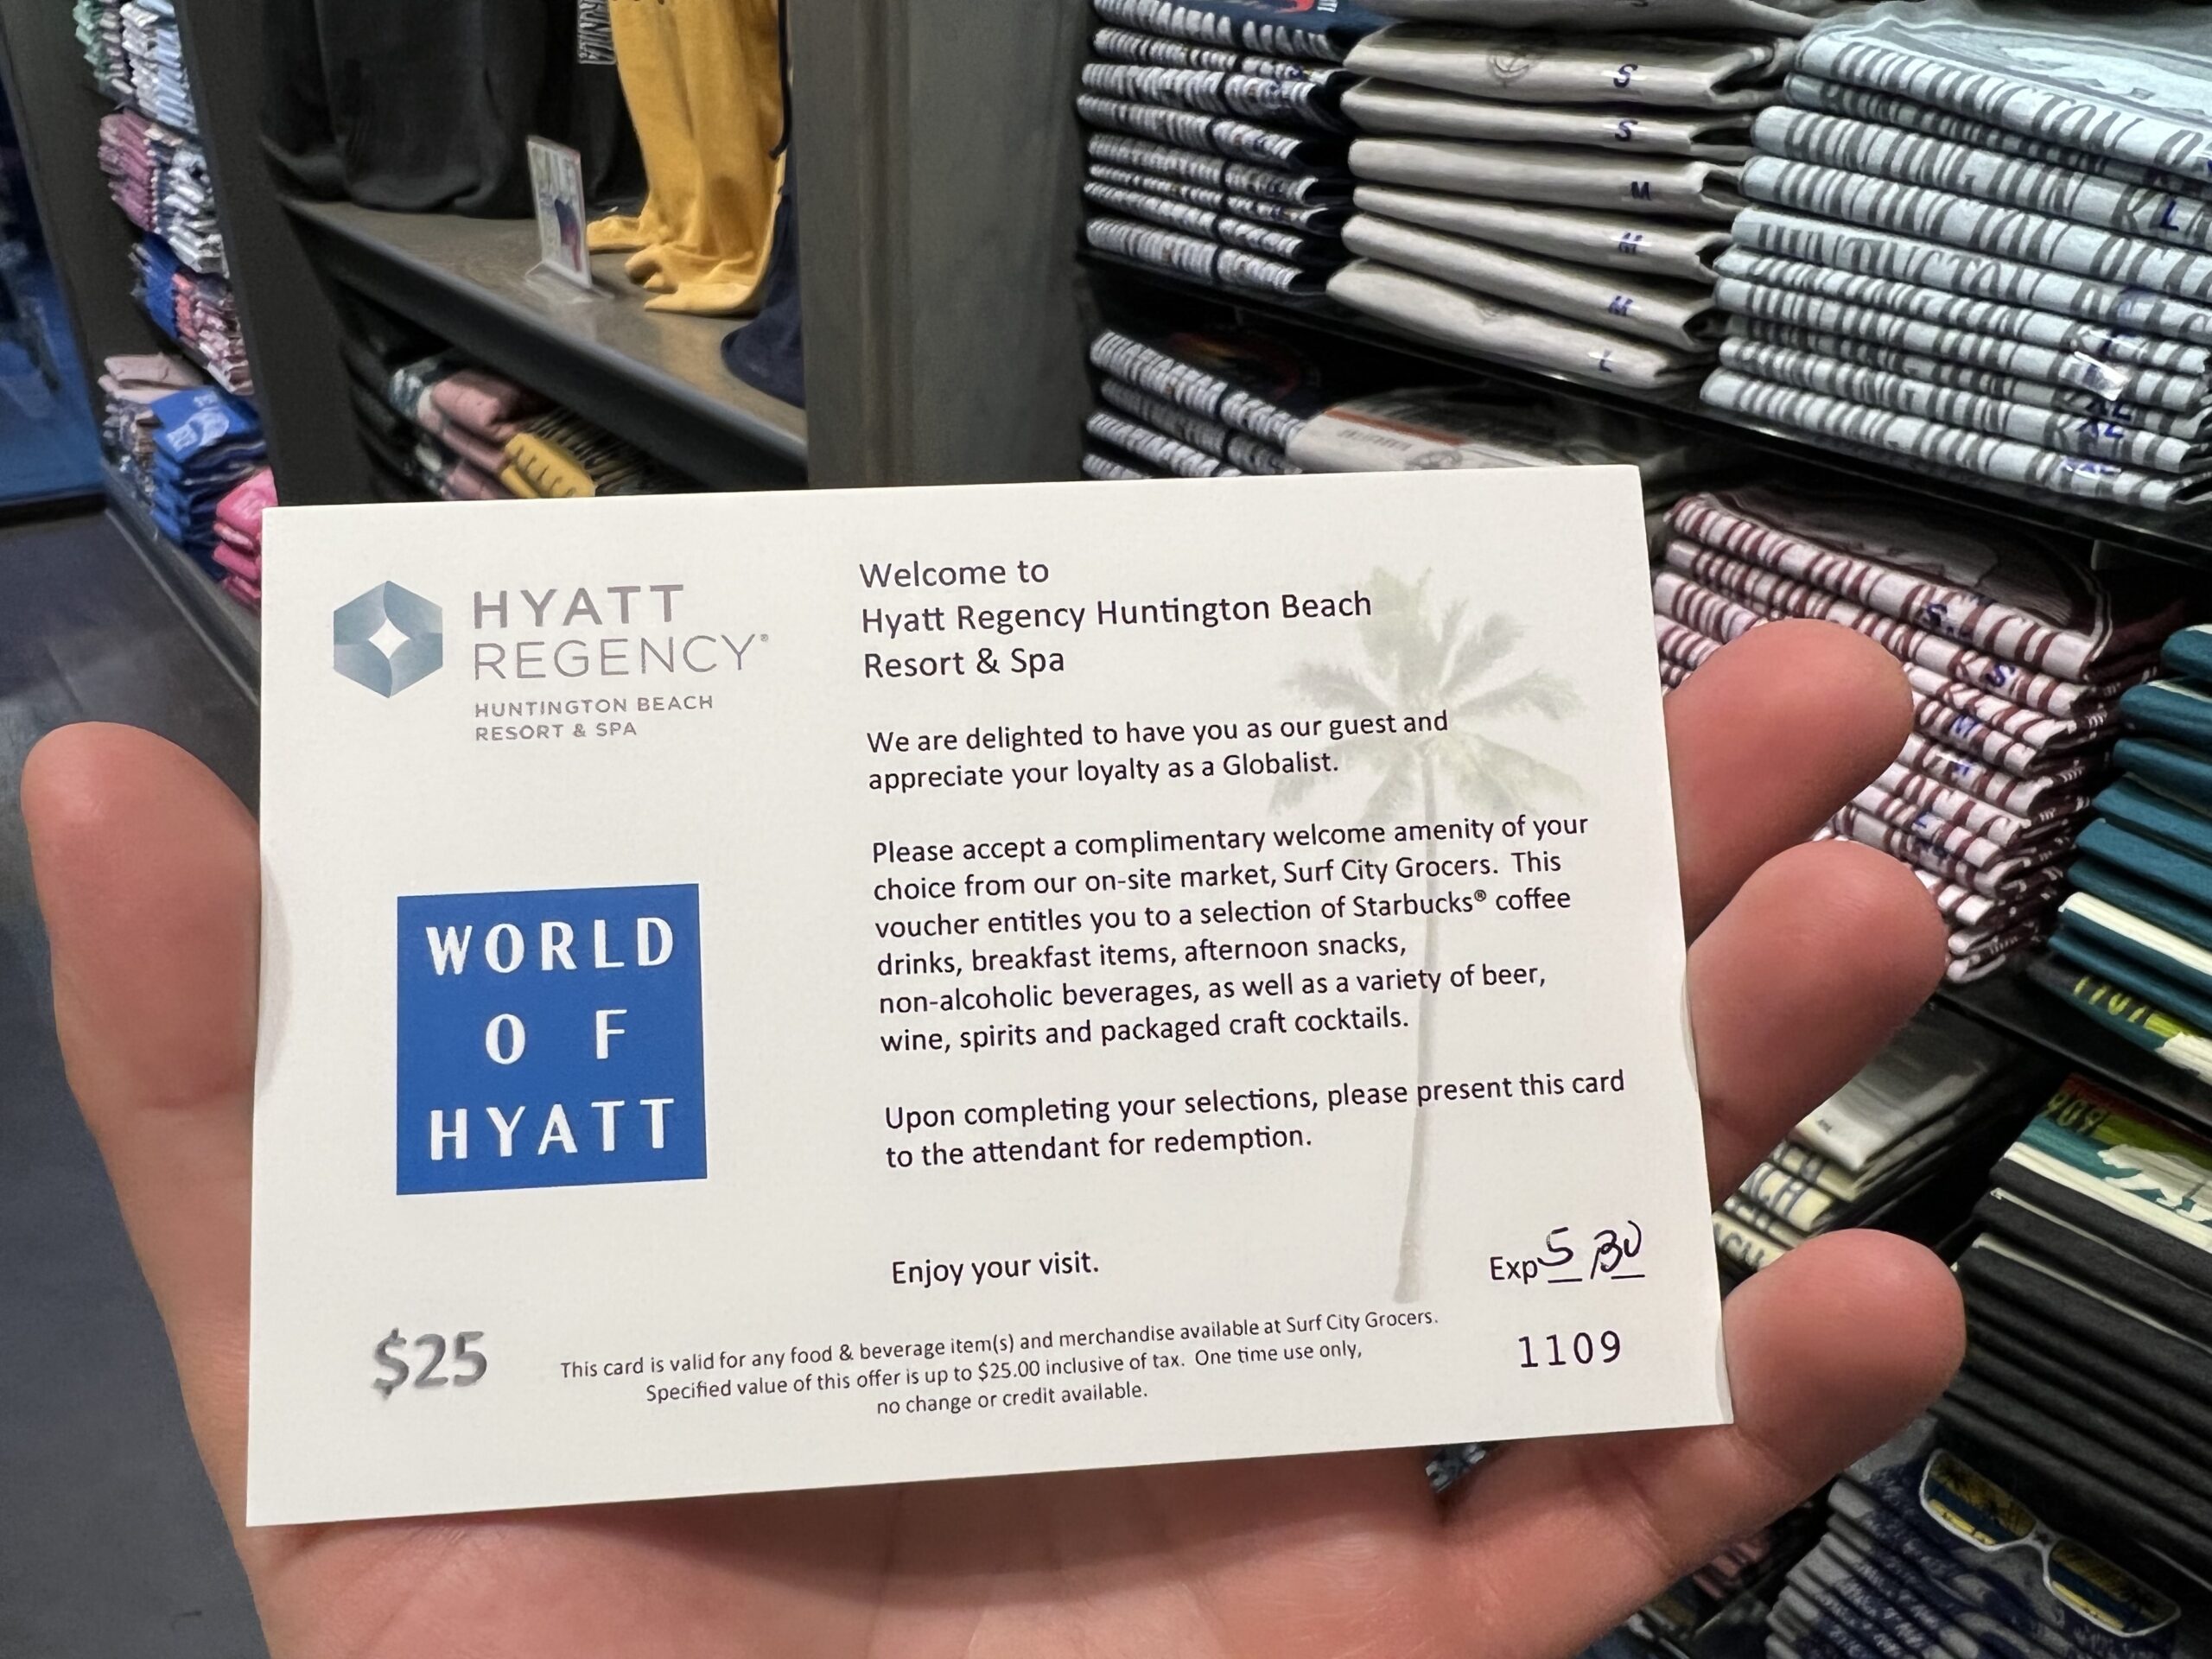 HYATT
REGENCY®
HUNTINGTON BEACH
RESORT & SPA
WORLD
OF
HYATT
$25
Welcome to
Hyatt Regency Huntington Beach
Resort & Spa
We are delighted to have you as our guest and
appreciate your loyalty as a Globalist.
Please accept a complimentary welcome amenity of your
choice from our on-site market, Surf City Grocers. This
voucher entitles you to a selection of Starbucks® coffee
drinks, breakfast items, afternoon snacks,
non-alcoholic beverages, as well as a variety of beer,
wine, spirits and packaged craft cocktails.
Upon completing your selections, please present this card
to the attendant for redemption.
Enjoy your visit.
Exp 5 30
This card is valid for any food & beverage item(s) and merchandise available at Surf City Grocers.
Specified value of this offer is up to $25.00 inclusive of tax. One time use only,
no change or credit available.
1109
S
S
M
M
M
L
L
XL
S
S
M
M